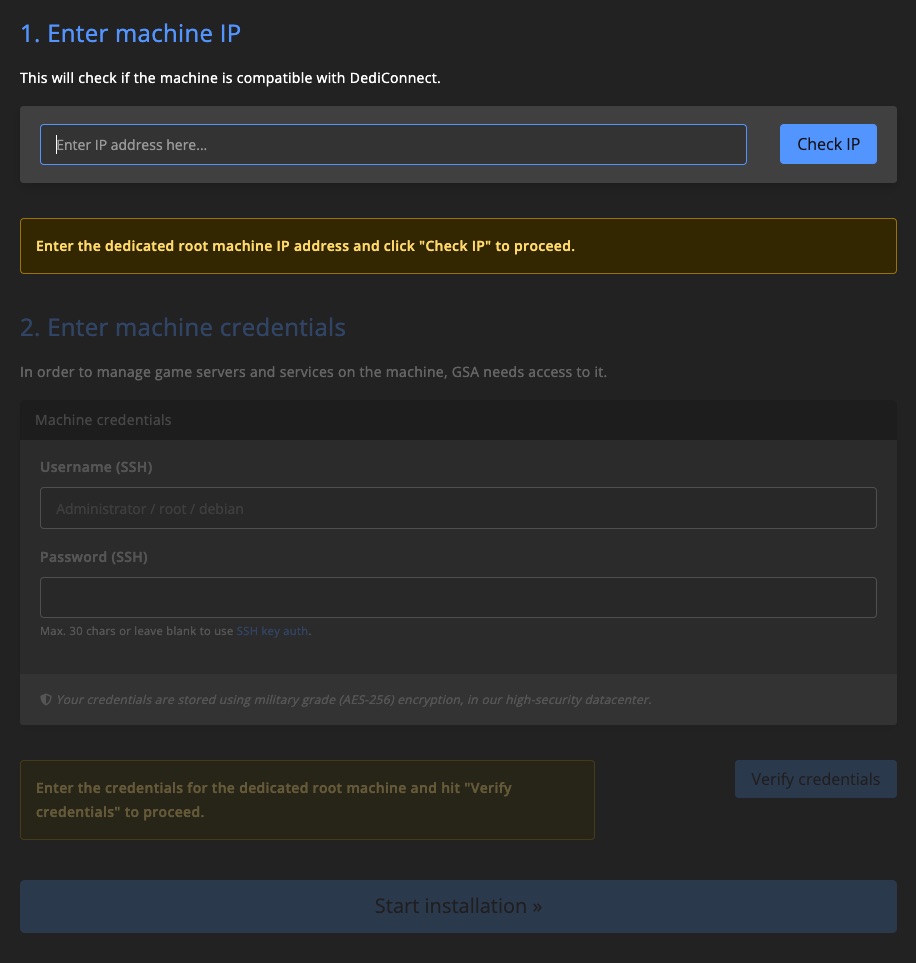 1. Enter machine IP
This will check if the machine is compatible with DediConnect.
Enter IP address here...
Check IP
Enter the dedicated root machine IP address and click "Check IP" to proceed.
2. Enter machine credentials
In order to manage game servers and services on the machine, GSA needs access to it.
Machine credentials
Username (SSH)
Administrator / root / debian
Password (SSH)
Max. 30 chars or leave blank to use SSH key auth.
Your credentials are stored using military grade (AES-256) encryption, in our high-security datacenter.
Enter the credentials for the dedicated root machine and hit "Verify
credentials" to proceed.
Verify credentials
Start installation »